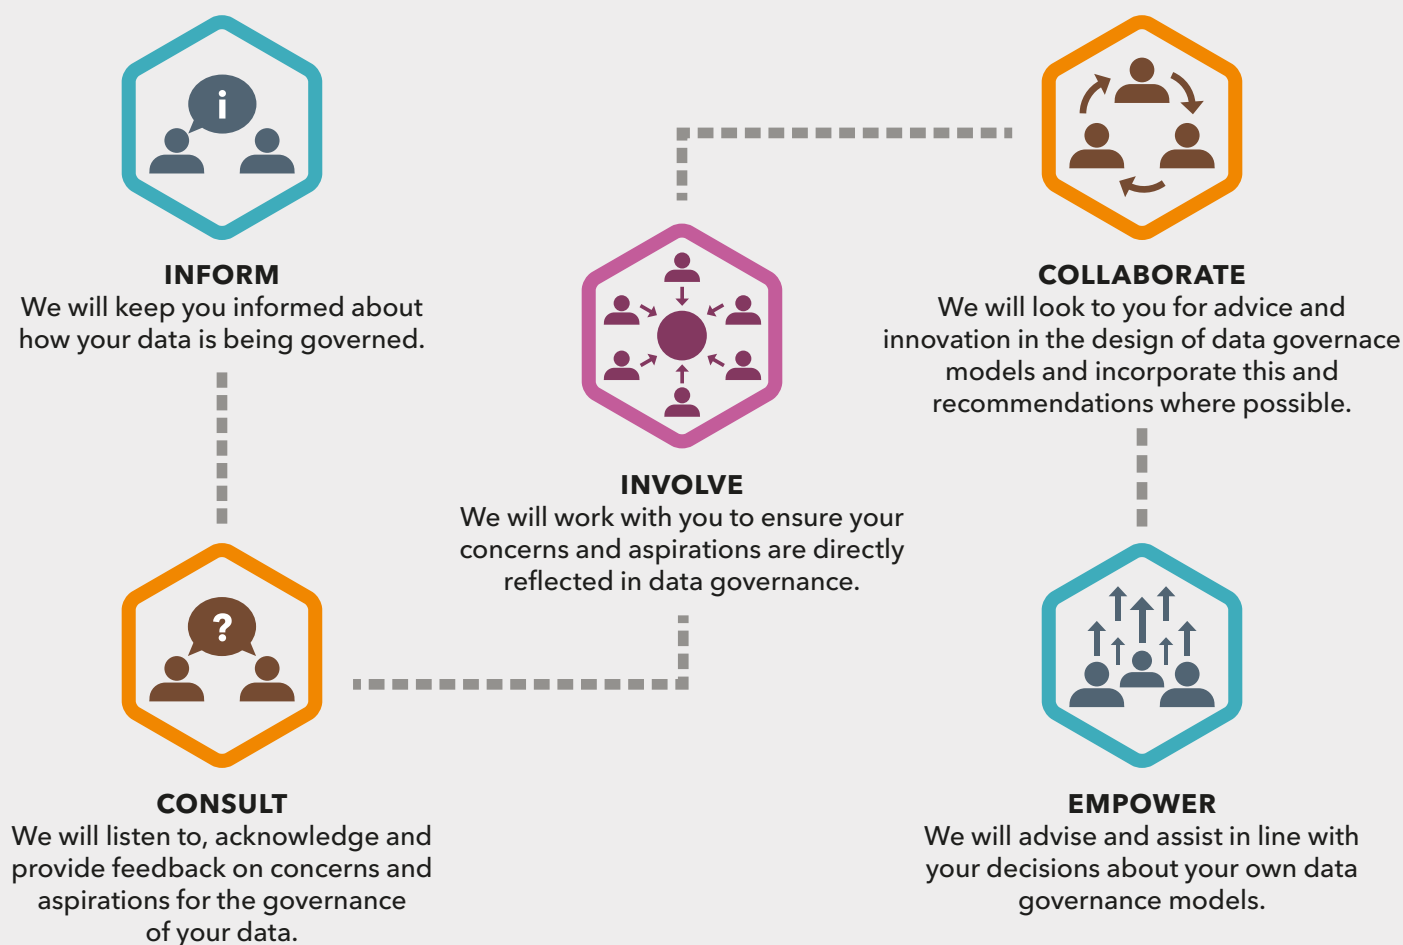 i
INFORM
We will keep you informed about
how your data is being governed.
?
CONSULT
We will listen to, acknowledge and
provide feedback on concerns and
aspirations for the governance
of your data.
INVOLVE
We will work with you to ensure your
concerns and aspirations are directly
reflected in data governance.
COLLABORATE
We will look to you for advice and
innovation in the design of data governace
models and incorporate this and
recommendations where possible.
EMPOWER
We will advise and assist in line with
your decisions about your own data
governance models.